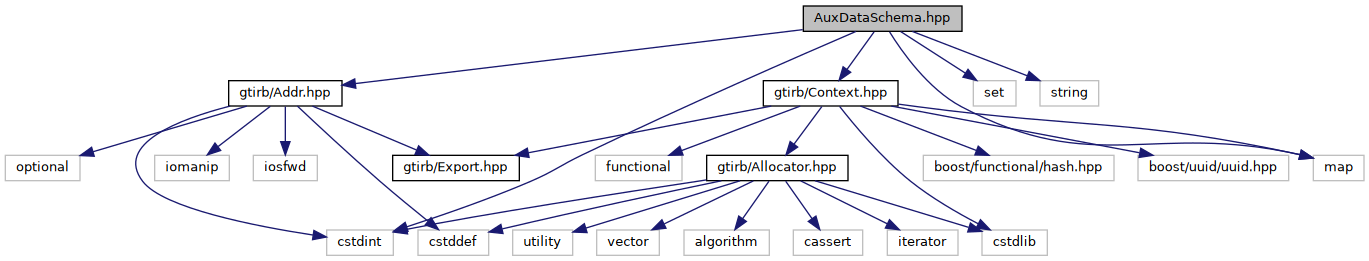 AuxDataSchema.hpp
gtirb/Addr.hpp
gtirb/Context.hpp
set
string
optional
iomanip
iosfwd
gtirb/Export.hpp
functional
gtirb/Allocator.hpp
boost/functional/hash.hpp
boost/uuid/uuid.hpp
map
cstdint
cstddef
utility
vector
algorithm
cassert
iterator
cstdlib